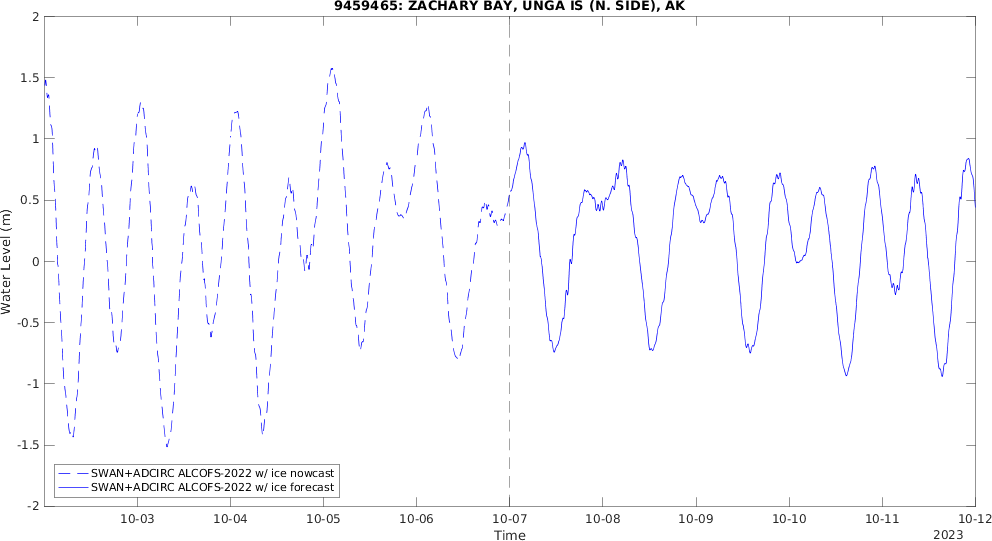 9459465: ZACHARY BAY, UNGA IS (N. SIDE), AK
2
1.5
1
0.5
0
-0.5
-1
-1.5
-2
Water Level (m)
SWAN+ADCIRC ALCOFS-2022 w/ ice nowcast
SWAN+ADCIRC ALCOFS-2022 w/ ice forecast
10-03 10-04 10-05 10-06 10-07 10-08 10-09 10-10 10-11 10-12
Time
2023